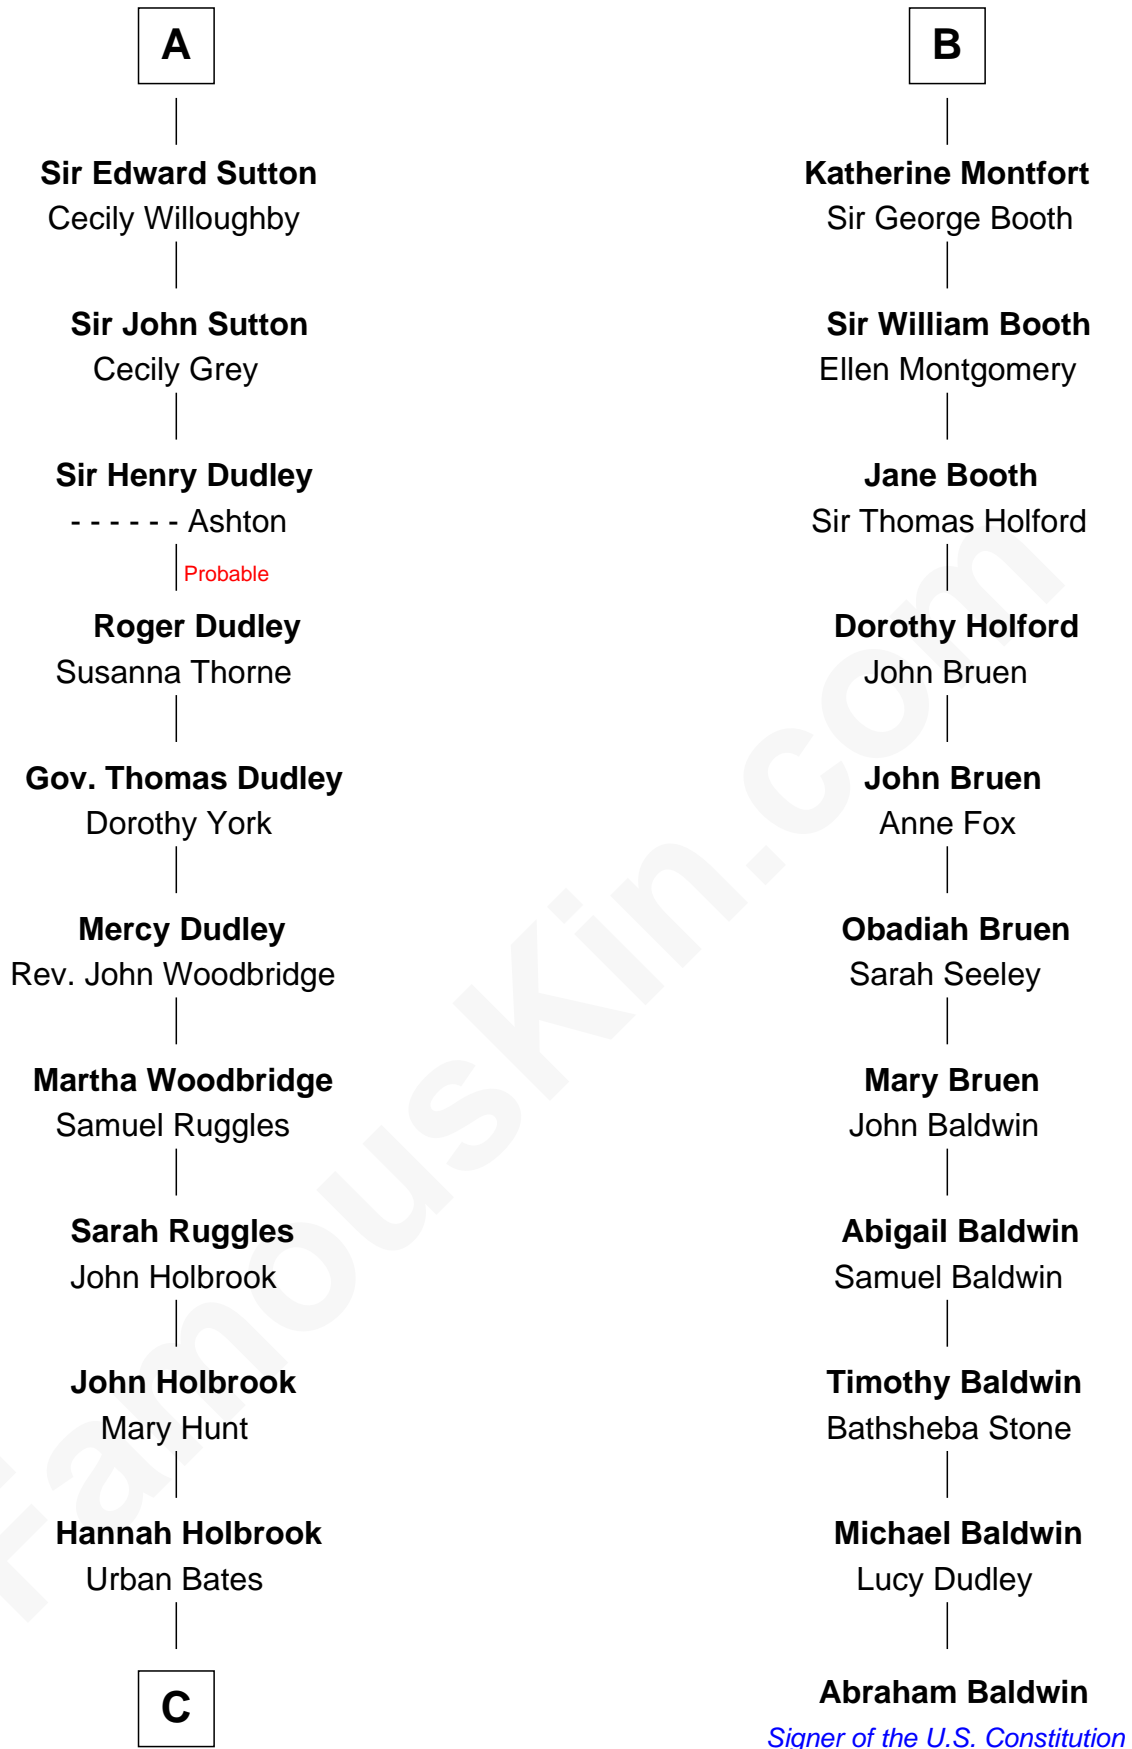 A
Sir Edward Sutton
Cecily Willoughby
Sir John Sutton
Cecily Grey
Sir Henry Dudley
- - - - - - Ashton
Probable
Roger Dudley
Susanna Thorne
Gov. Thomas Dudley
Dorothy York
Mercy Dudley
Rev. John Woodbridge
Martha Woodbridge
Samuel Ruggles
Sarah Ruggles
John Holbrook
John Holbrook
Mary Hunt
Hannah Holbrook
Urban Bates
C
B
Katherine Montfort
Sir George Booth
Sir William Booth
Ellen Montgomery
Jane Booth
Sir Thomas Holford
Dorothy Holford
John Bruen
John Bruen
Anne Fox
Obadiah Bruen
Sarah Seeley
Mary Bruen
John Baldwin
Abigail Baldwin
Samuel Baldwin
Timothy Baldwin
Bathsheba Stone
Michael Baldwin
Lucy Dudley
Abraham Baldwin
Signer of the U.S. Constitution
FamousKin.com